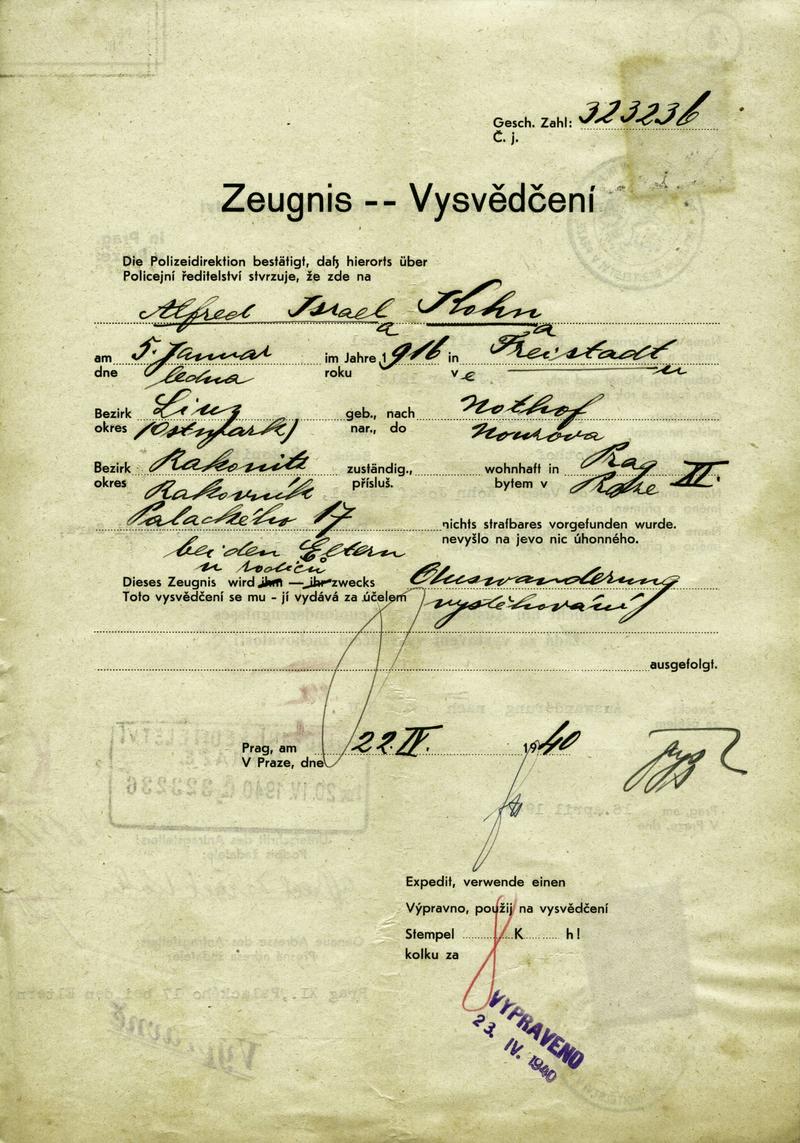 Gesch. Zahl: 323236
Č. j.
Zeugnis -- Vysvědčení
Die Polizeidirektion bestätigt, daß hierorts über
Policejní ředitelství stvrzuje, že zde na
Alfred Israel Kohn
a a
am 5. Januar im Jahre 1916 in Freistadt
dne ledna roku ve u
Bezirk Linz geb., nach Nothof
okres (Ostmark) nar., do Nouzova
Bezirk Rakonitz zuständig., wohnhaft in Prag XI.
okres Rakovník přísluš. bytem v Praze
Palackého 17 nichts strafbares vorgefunden wurde.
nevyšlo na jevo nic úhonného.
bei den Eltern
u rodičů
Dieses Zeugnis wird ihm — ihr zwecks Auswanderung
Toto vysvědčení se mu - jí vydává za účelem vystěhování
ausgefolgt.
Prag, am 22. IV. 1940
V Praze, dne
Expedit, verwende einen
Výpravno, použij na vysvědčení
Stempel K h!
kolku za
VYPRAVENO
23. IV. 1940